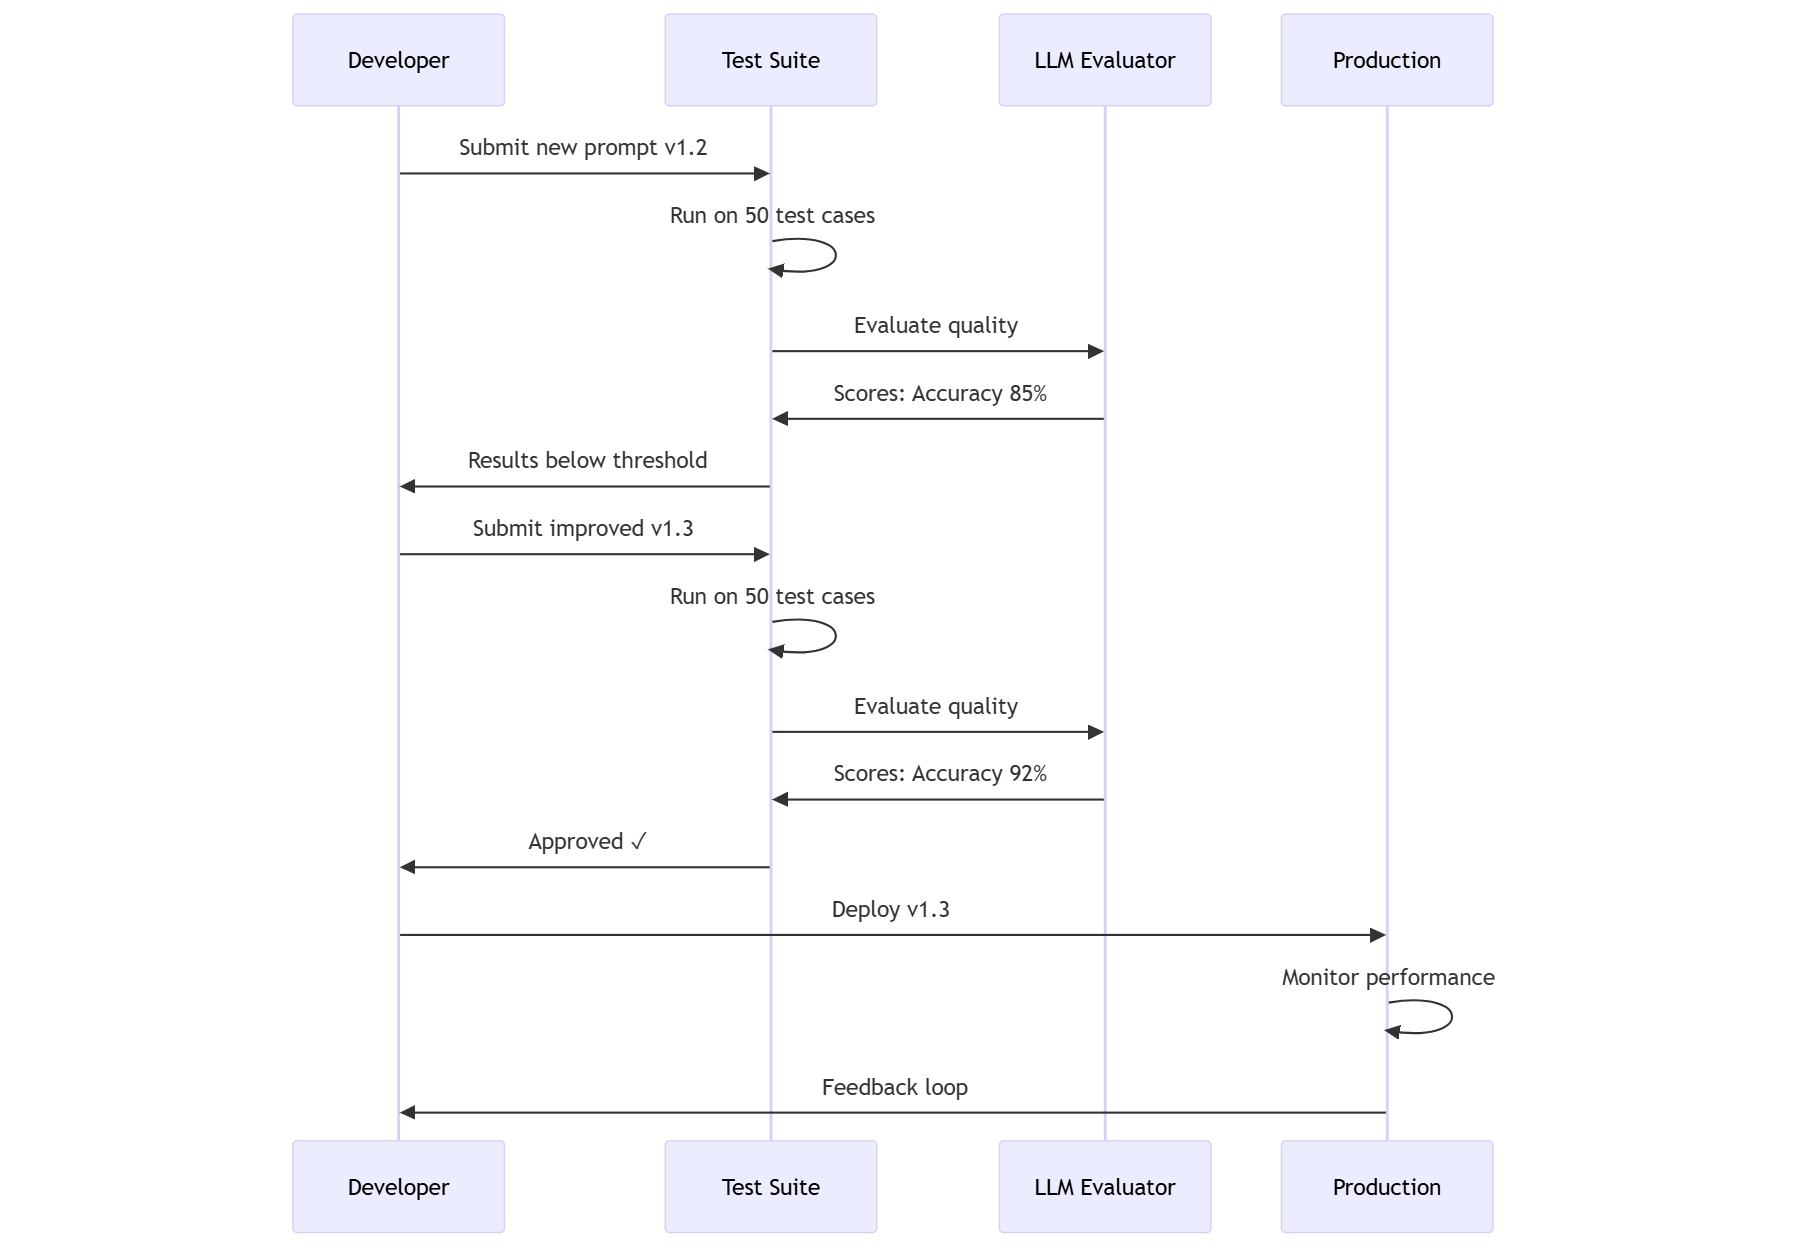 Developer
Test Suite
LLM Evaluator
Production
Submit new prompt v1.2
Run on 50 test cases
Evaluate quality
Scores: Accuracy 85%
Results below threshold
Submit improved v1.3
Run on 50 test cases
Evaluate quality
Scores: Accuracy 92%
Approved ✓
Deploy v1.3
Monitor performance
Feedback loop
Developer
Test Suite
LLM Evaluator
Production